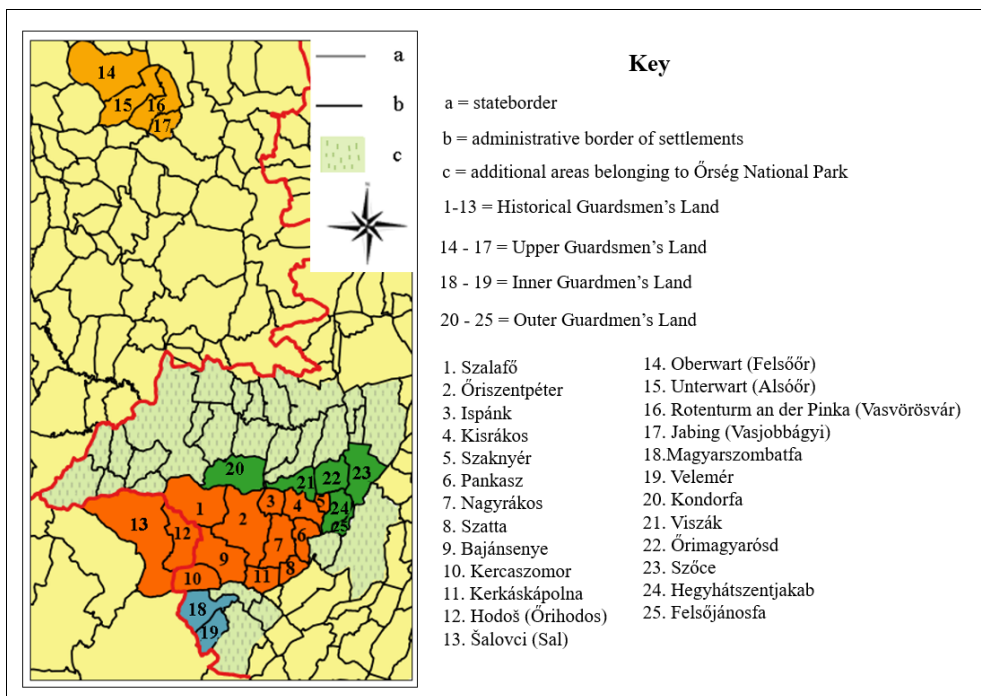 a
b
c
14
15
16
17
20
21
22
23
24
25
1
2
3
4
5
6
7
8
9
10
11
12
13
18
19
Key
a = stateborder
b = administrative border of settlements
c = additional areas belonging to Őrség National Park
1-13 = Historical Guardsmen's Land
14 - 17 = Upper Guardsmen's Land
18 - 19 = Inner Guardmen's Land
20 - 25 = Outer Guardmen's Land
1. Szalafő
2. Őriszentpéter
3. Ispánk
4. Kisrákos
5. Szaknyér
6. Pankasz
7. Nagyrákos
8. Szatta
9. Bajánsenye
10. Kercaszomor
11. Kerkáskápolna
12. Hodoš (Őrihodos)
13. Šalovci (Sal)
14. Oberwart (Felsőőr)
15. Unterwart (Alsóőr)
16. Rotenturm an der Pinka (Vasvörösvár)
17. Jabing (Vasjobbágyi)
18.Magyarszombatfa
19. Velemér
20. Kondorfa
21. Viszák
22. Őrimagyarósd
23. Szőce
24. Hegyhátszentjakab
25. Felsőjánosfa